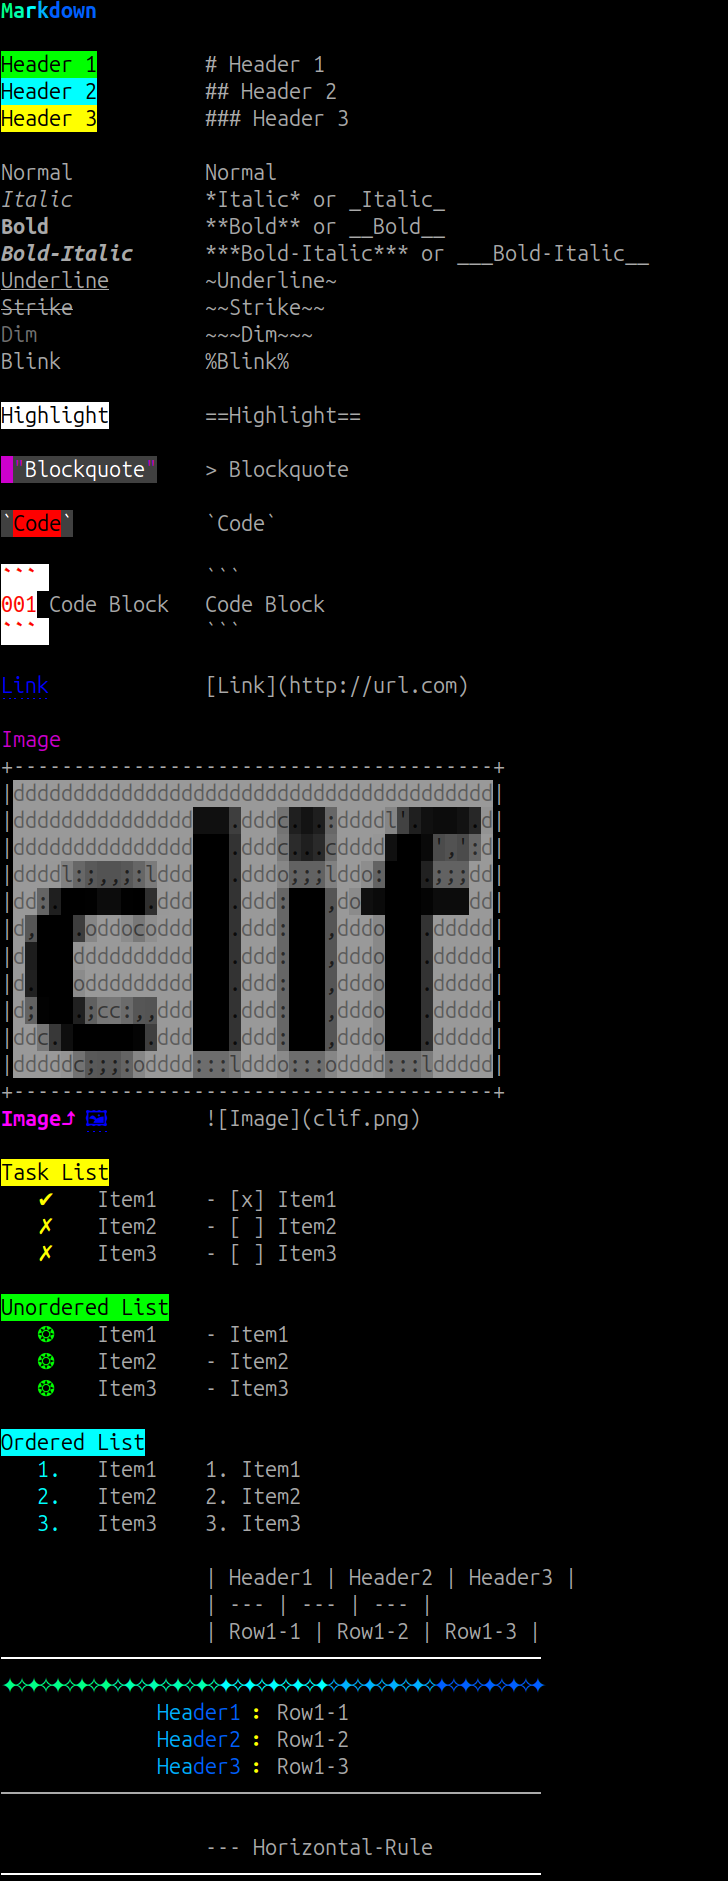 Markdown
Header 1 # Header 1
Header 2 ## Header 2
Header 3 ### Header 3
Normal Normal
Italic *Italic* or _Italic_
Bold **Bold** or __Bold__
Bold-Italic ***Bold-Italic*** or ___Bold-Italic__
Underline ~Underline~
Strike ~~Strike~~
Dim ~~~Dim~~~
Blink %Blink%
Highlight ==Highlight==
"Blockquote" > Blockquote
`Code` `Code`
``` ```
001 Code Block Code Block
``` ```
Link [Link](http://url.com)
Image
clif
Image⤴ 🖼 ![Image](clif.png)
Task List
✔ Item1 - [x] Item1
✗ Item2 - [ ] Item2
✗ Item3 - [ ] Item3
Unordered List
❂ Item1 - Item1
❂ Item2 - Item2
❂ Item3 - Item3
Ordered List
1. Item1 1. Item1
2. Item2 2. Item2
3. Item3 3. Item3
| Header1 | Header2 | Header3 |
| --- | --- | --- |
| Row1-1 | Row1-2 | Row1-3 |
Header1 : Row1-1
Header2 : Row1-2
Header3 : Row1-3
--- Horizontal-Rule